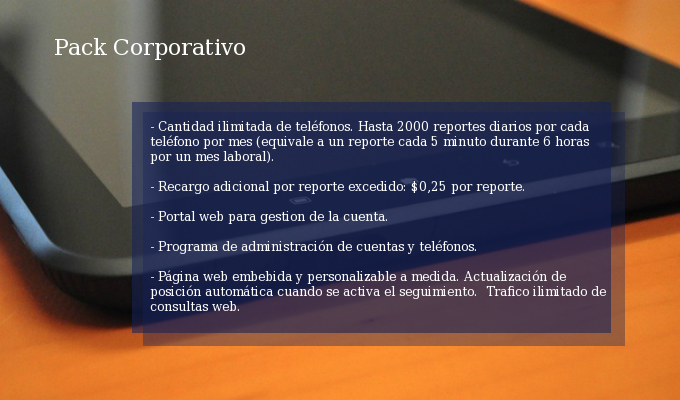 Pack Corporativo
- Cantidad ilimitada de teléfonos. Hasta 2000 reportes diarios por cada
teléfono por mes (equivale a un reporte cada 5 minuto durante 6 horas
por un mes laboral).
- Recargo adicional por reporte excedido: $0,25 por reporte.
- Portal web para gestion de la cuenta.
- Programa de administración de cuentas y teléfonos.
- Página web embebida y personalizable a medida. Actualización de
posición automática cuando se activa el seguimiento.  Trafico ilimitado de
consultas web.